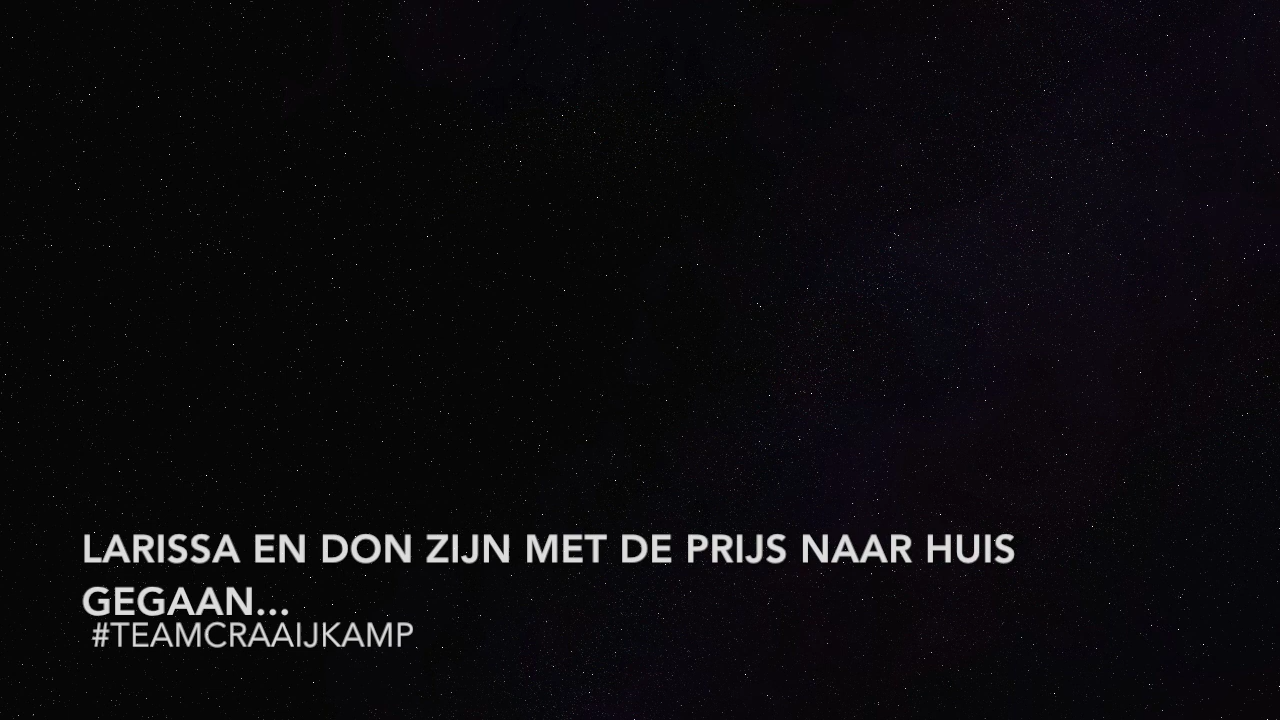 LARISSA EN DON ZIJN MET DE PRIJS NAAR HUIS
GEGAAN...
#TEAMCRAAIJKAMP